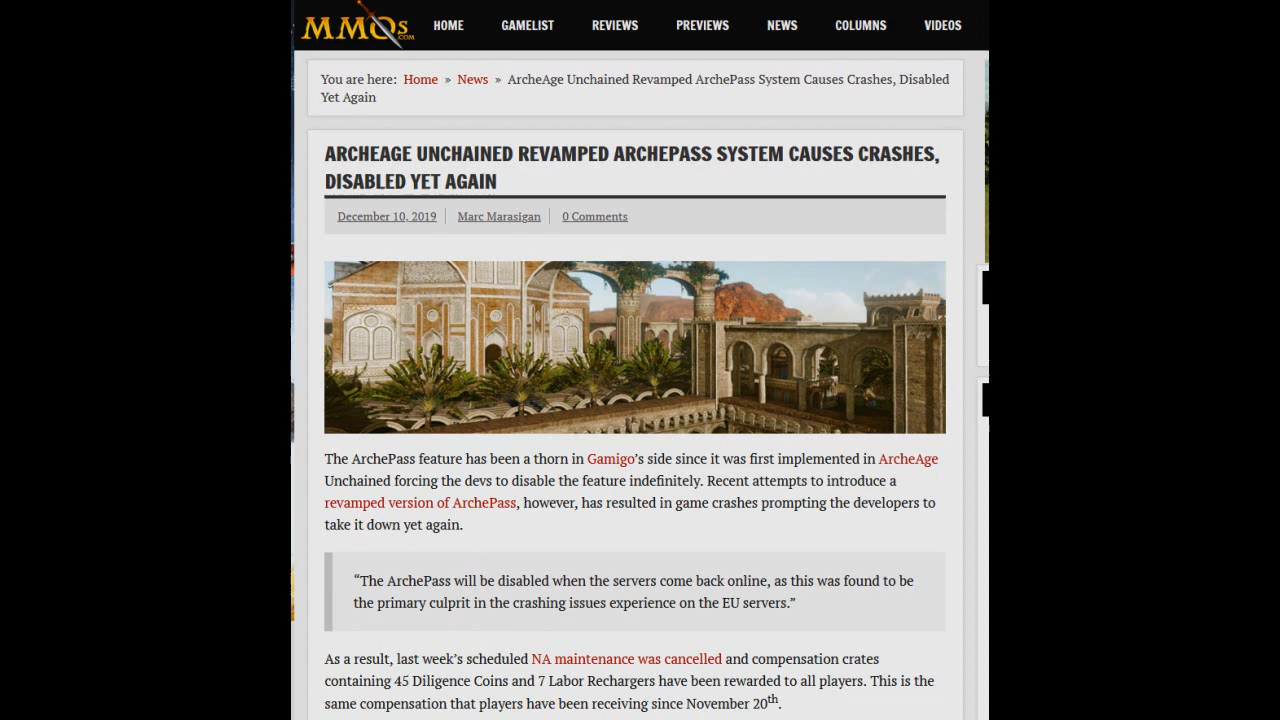 MMOs.COM
HOME GAMELIST REVIEWS PREVIEWS NEWS COLUMNS VIDEOS
You are here: Home » News » ArcheAge Unchained Revamped ArchePass System Causes Crashes, Disabled
Yet Again
ARCHEAGE UNCHAINED REVAMPED ARCHEPASS SYSTEM CAUSES CRASHES,
DISABLED YET AGAIN
December 10, 2019 Marc Marasigan 0 Comments
The ArchePass feature has been a thorn in Gamigo’s side since it was first implemented in ArcheAge
Unchained forcing the devs to disable the feature indefinitely. Recent attempts to introduce a
revamped version of ArchePass, however, has resulted in game crashes prompting the developers to
take it down yet again.
“The ArchePass will be disabled when the servers come back online, as this was found to be
the primary culprit in the crashing issues experience on the EU servers.”
As a result, last week’s scheduled NA maintenance was cancelled and compensation crates
containing 45 Diligence Coins and 7 Labor Rechargers have been rewarded to all players. This is the
same compensation that players have been receiving since November 20th.